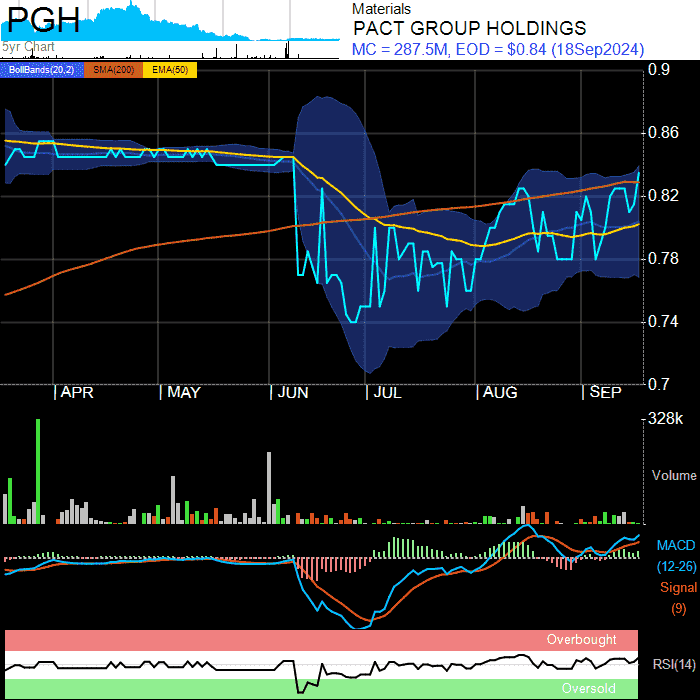 PGH
5yr Chart
Materials
PACT GROUP HOLDINGS
MC = 287.5M, EOD = $0.84 (18Sep2024)
BollBands(20,2) SMA(200) EMA(50)
0.9
0.86
0.82
0.78
0.74
0.7
APR MAY JUN JUL AUG SEP
328k
Volume
MACD
(12-26)
Signal
(9)
Overbought
RSI(14)
Oversold